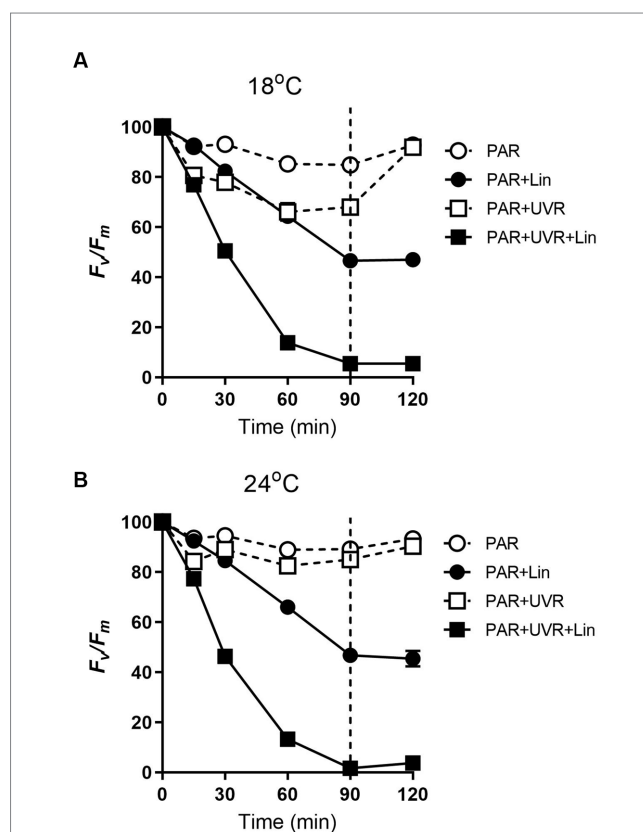 A
18°C
100
80
60
40
20
0
Fv/Fm
0 30 60 90 120
Time (min)
PAR
PAR+Lin
PAR+UVR
PAR+UVR+Lin
B
24°C
100
80
60
40
20
0
Fv/Fm
0 30 60 90 120
Time (min)
PAR
PAR+Lin
PAR+UVR
PAR+UVR+Lin